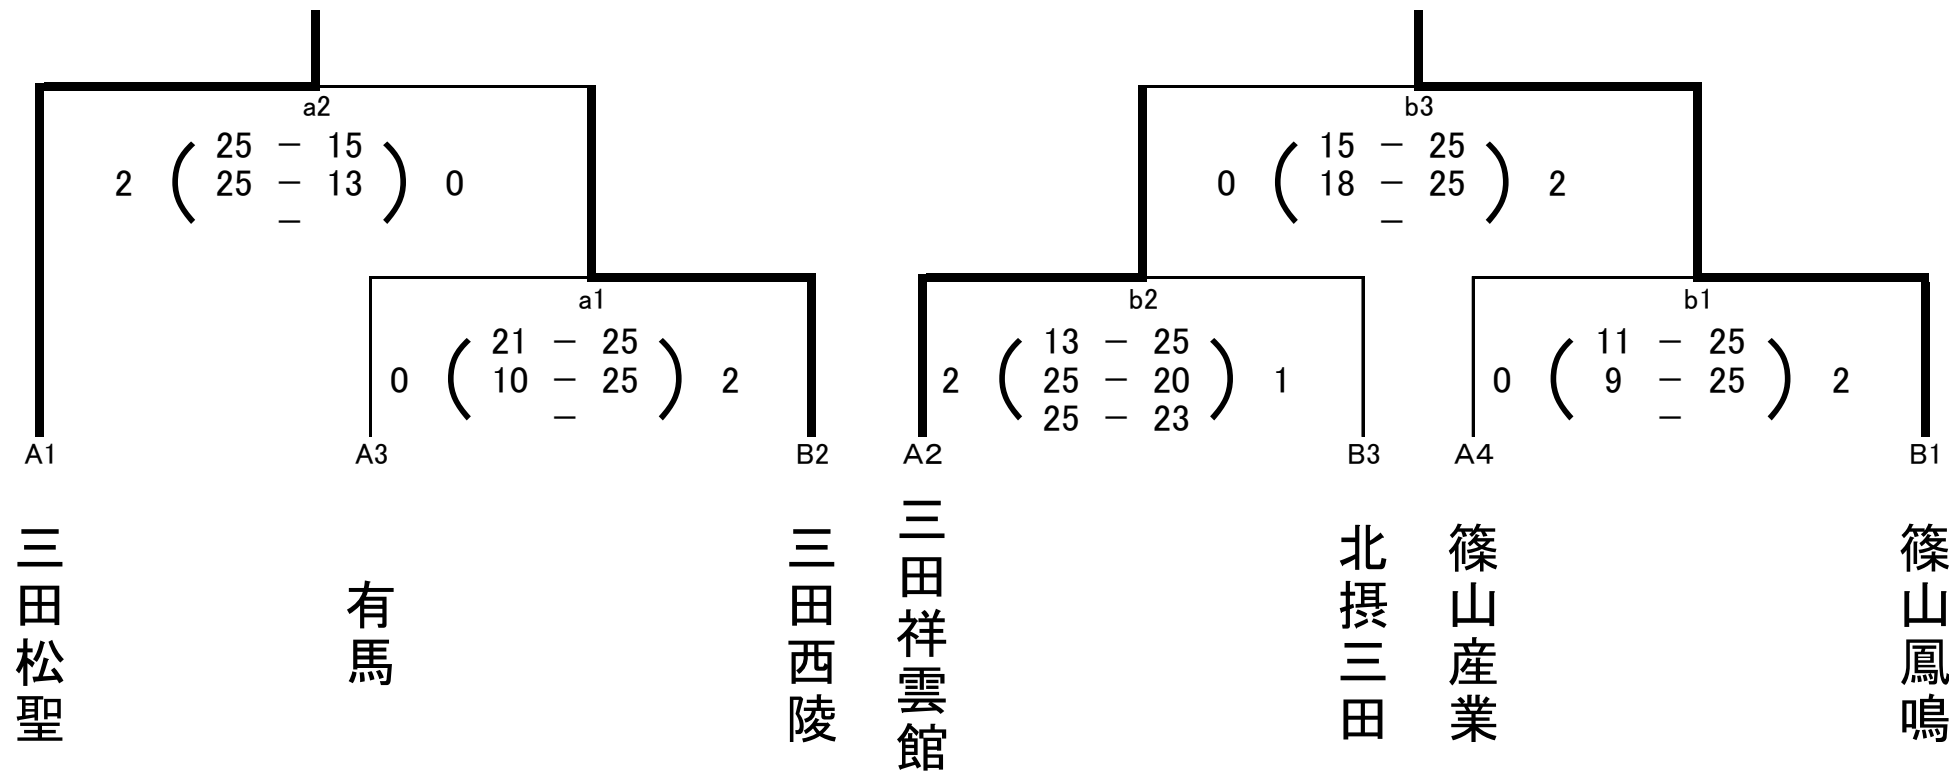 a2
2 ( 25 － 15 ) 0
25 － 13
－
b3
0 ( 15 － 25 ) 2
18 － 25
－
a1
0 ( 21 － 25 ) 2
10 － 25
－
b2
2 ( 13 － 25 ) 1
25 － 20
25 － 23
b1
0 ( 11 － 25 ) 2
9 － 25
－
A1
A3
B2
A2
B3
A4
B1
三田松聖
有馬
三田西陵
三田祥雲館
北摂三田
篠山産業
篠山鳳鳴